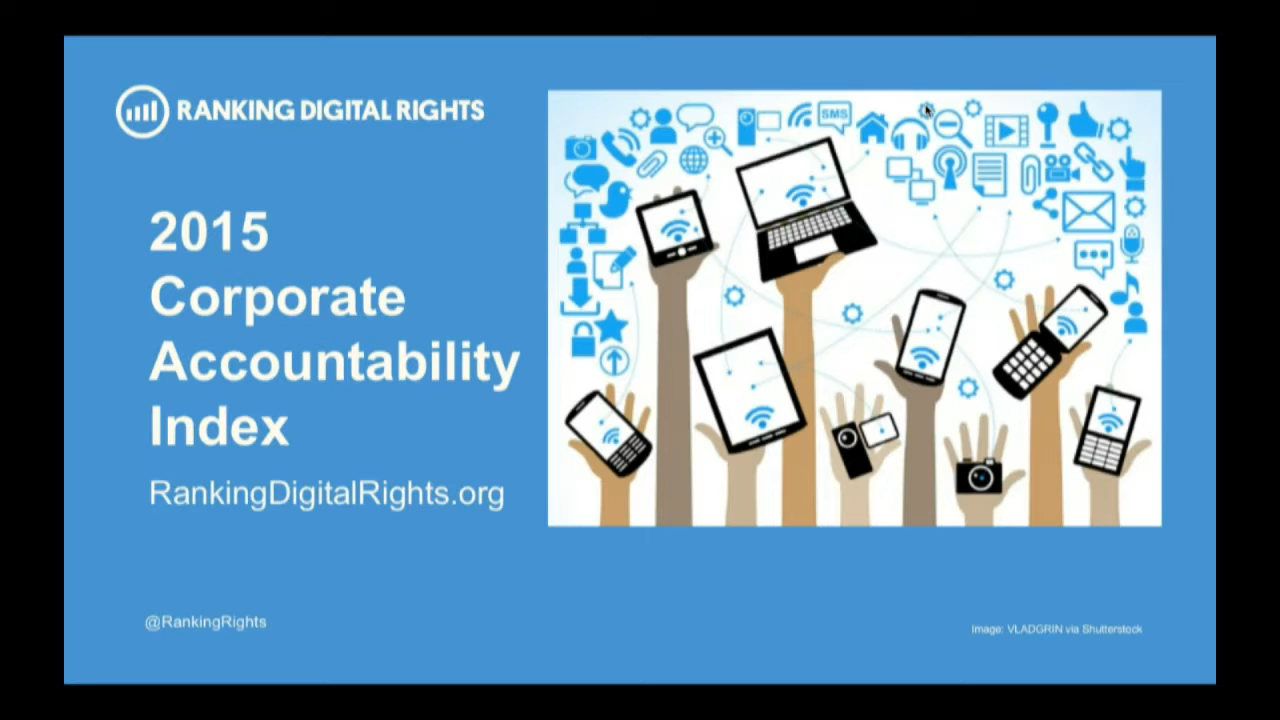 RANKING DIGITAL RIGHTS
SMS
2015
Corporate
Accountability
Index
RankingDigitalRights.org
@RankingRights
Image: VLADGRIN via Shutterstock